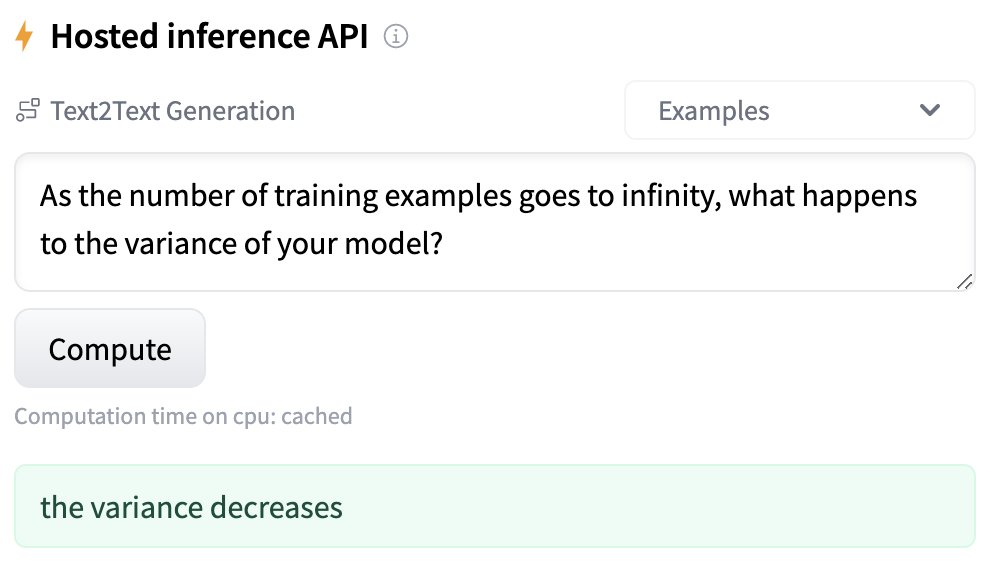 Hosted inference API
Text2Text Generation
Examples
As the number of training examples goes to infinity, what happens
to the variance of your model?
Compute
Computation time on cpu: cached
the variance decreases